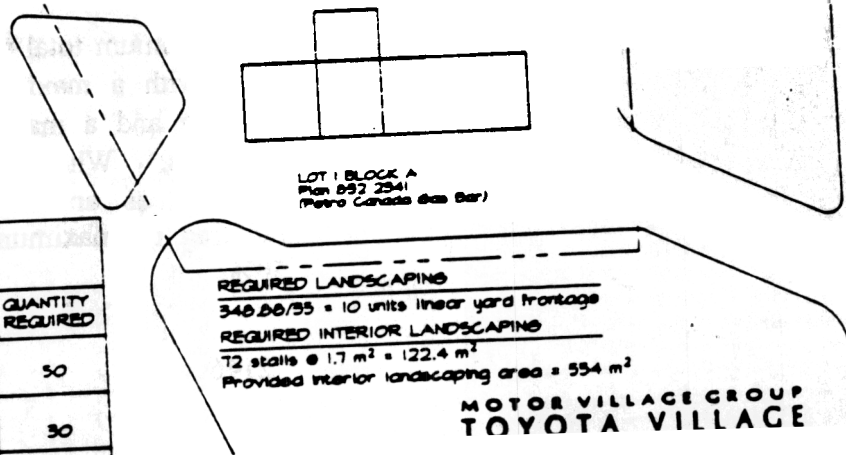 LOT 1 BLOCK A
Plan 892 2941
(Petro Canada Gas Bar)
QUANTITY
REQUIRED
50
30
REQUIRED LANDSCAPING
348.88/35 = 10 units linear yard frontage
REQUIRED INTERIOR LANDSCAPING
72 stalls @ 1.7 m² = 122.4 m²
Provided interior landscaping area = 554 m²
MOTOR VILLAGE GROUP
TOYOTA VILLAGE